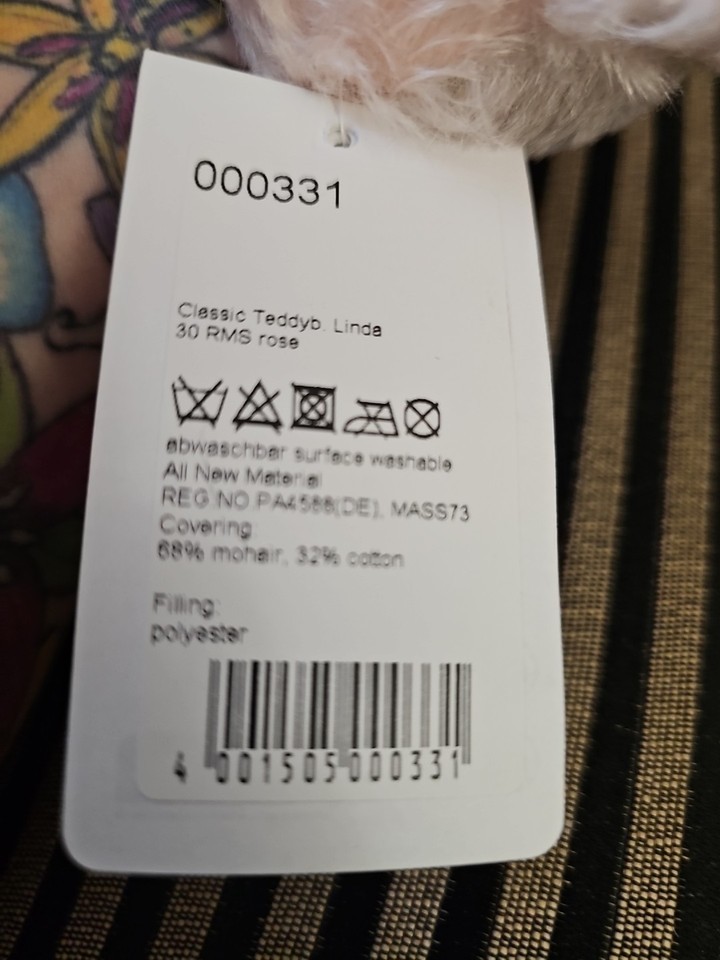 000331
Classic Teddyb. Linda
30 RMS rose
abwaschbar surface washable
All New Material
REG NO PA4566(DE), MASS73
Covering:
68% mohair, 32% cotton
Filling:
polyester
4 001505 000331